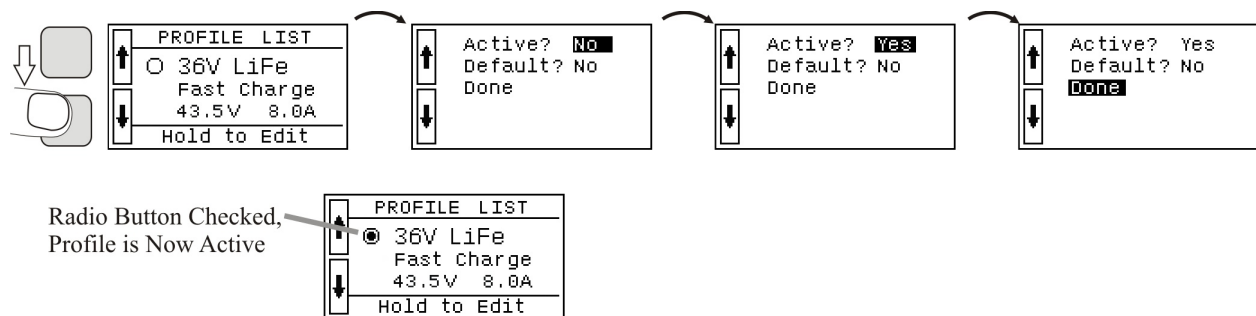 PROFILE LIST
36V LiFe
Fast Charge
43.5V 8.0A
Hold to Edit
Active? No
Default? No
Done
Active? Yes
Default? No
Done
Active? Yes
Default? No
Done
Radio Button Checked,
Profile is Now Active
PROFILE LIST
36V LiFe
Fast Charge
43.5V 8.0A
Hold to Edit